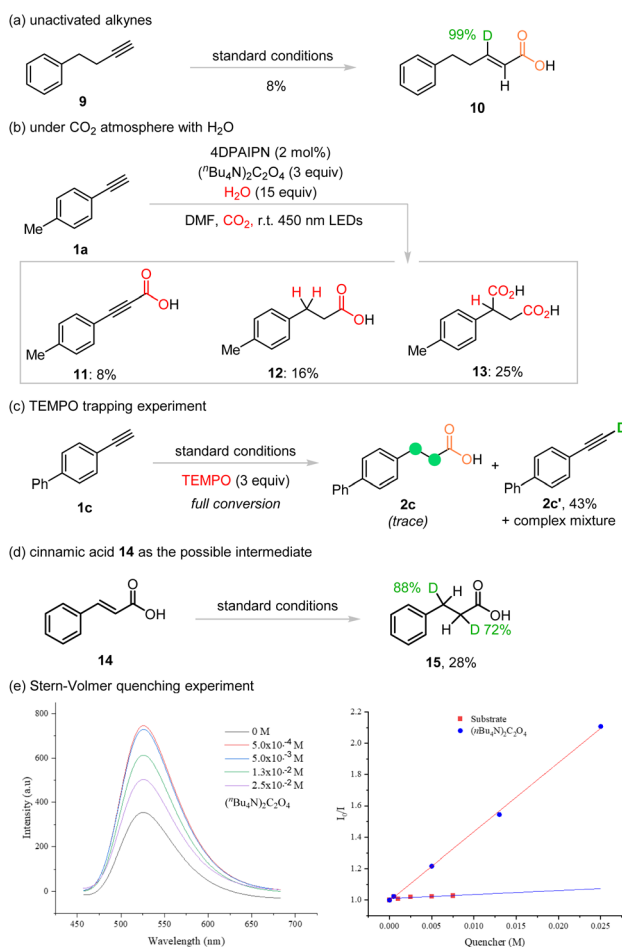 (a) unactivated alkynes
9
standard conditions
8%
99% D
O
OH
10
(b) under CO₂ atmosphere with H₂O
Me
1a
4DPAIPN (2 mol%)
(ⁿBu₄N)₂C₂O₄ (3 equiv)
H₂O (15 equiv)
DMF, CO₂, r.t. 450 nm LEDs
O
OH
Me
11: 8%
H H
O
OH
Me
12: 16%
CO₂H
H
CO₂H
Me
13: 25%
(c) TEMPO trapping experiment
Ph
1c
standard conditions
TEMPO (3 equiv)
full conversion
O
OH
Ph
2c
(trace)
+
D
Ph
2c', 43%
+ complex mixture
(d) cinnamic acid 14 as the possible intermediate
O
OH
14
standard conditions
88% D
H
O
OH
H
D 72%
15, 28%
(e) Stern-Volmer quenching experiment
800
600
400
200
0
450 500 550 600 650 700
Intensity (a.u)
Wavelength (nm)
0 M
5.0x10⁻⁴ M
5.0x10⁻³ M
1.3x10⁻² M
2.5x10⁻² M
(ⁿBu₄N)₂C₂O₄
Substrate
(nBu₄N)₂C₂O₄
2.2
2.0
1.8
1.6
1.4
1.2
1.0
I₀/I
0.000 0.005 0.010 0.015 0.020 0.025
Quencher (M)